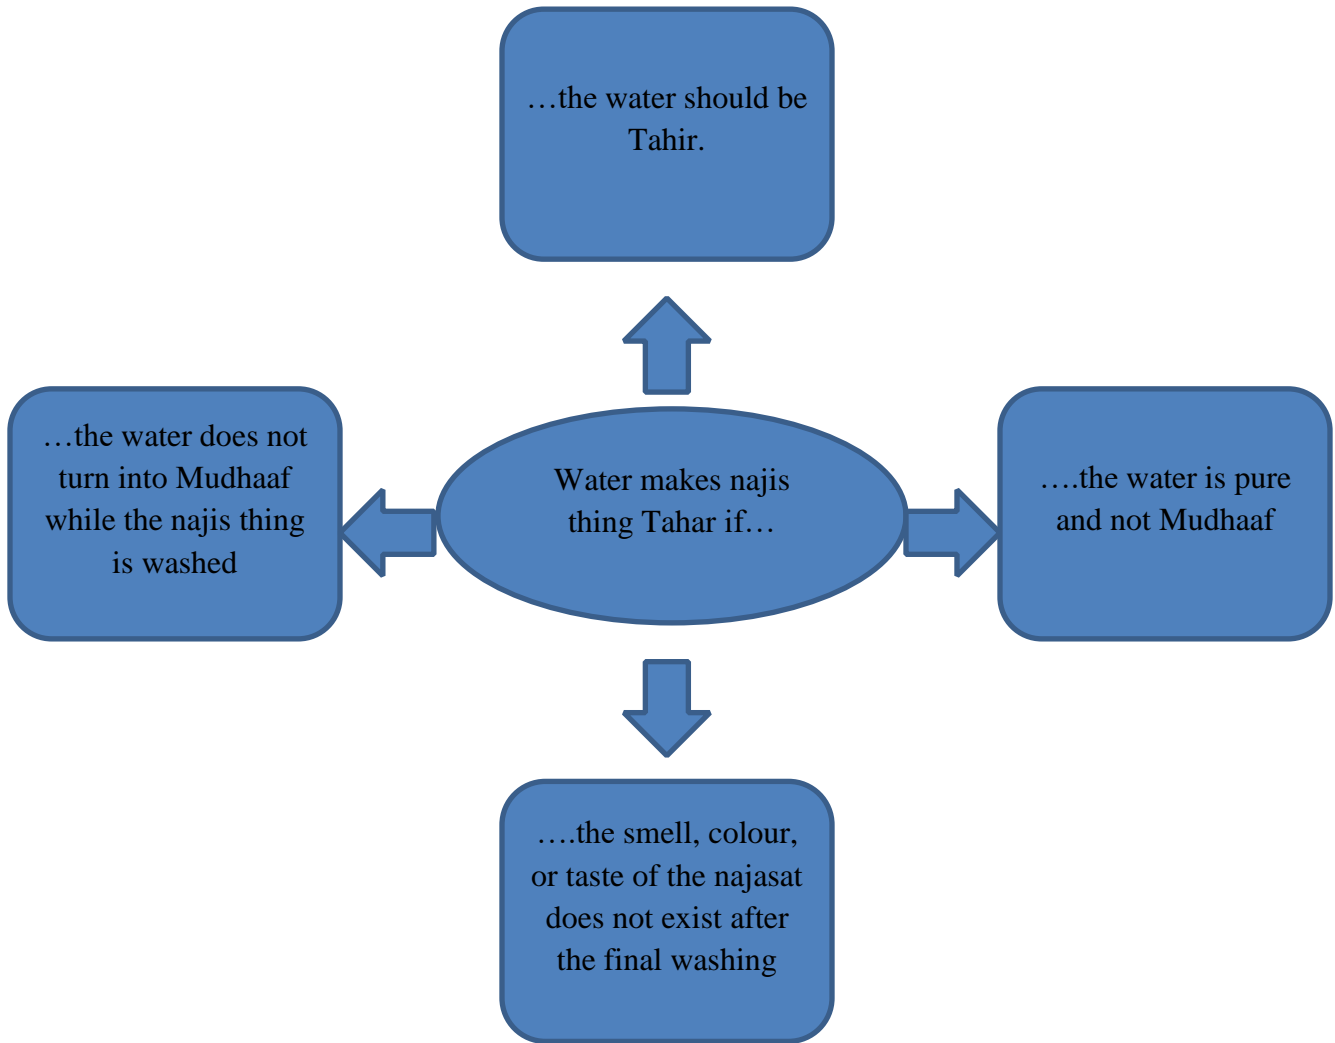 …the water should be
Tahir.
…the water does not
turn into Mudhaaf
while the najis thing
is washed
Water makes najis
thing Tahar if…
….the water is pure
and not Mudhaaf
….the smell, colour,
or taste of the najasat
does not exist after
the final washing